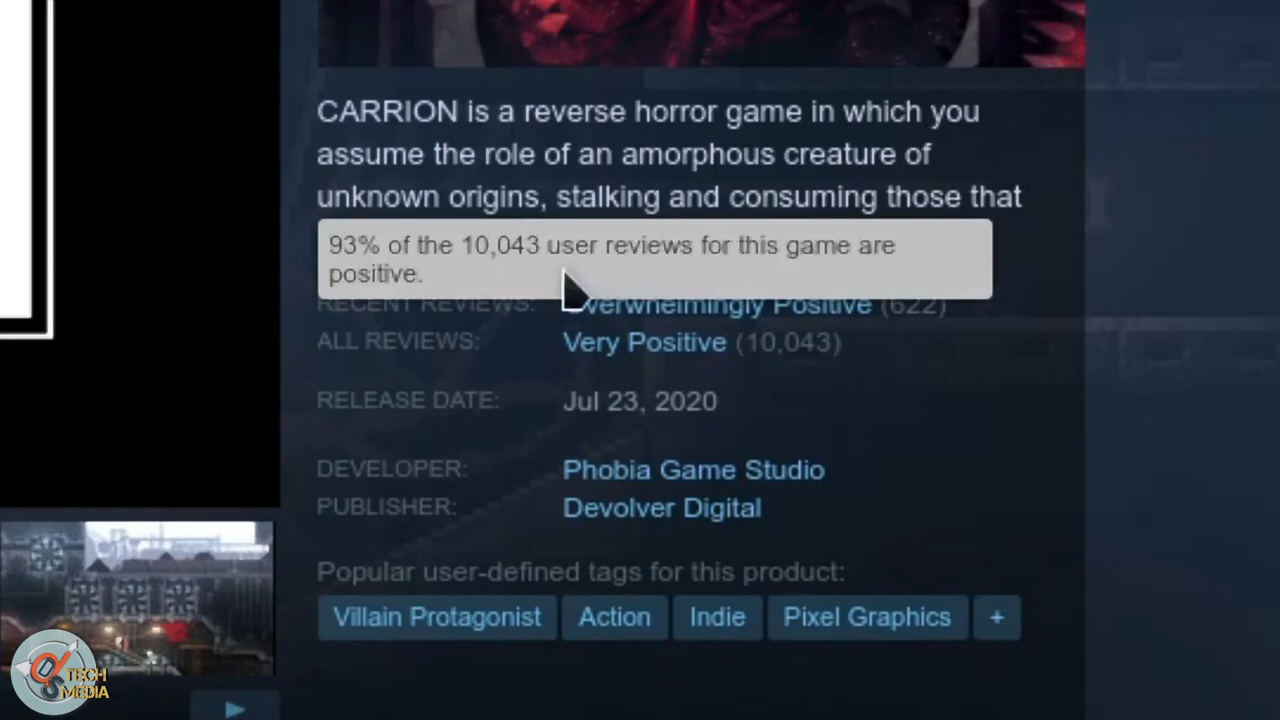 CARRION is a reverse horror game in which you
assume the role of an amorphous creature of
unknown origins, stalking and consuming those that
93% of the 10,043 user reviews for this game are
positive.
RECENT REVIEWS: Overwhelmingly Positive (622)
ALL REVIEWS: Very Positive (10,043)
RELEASE DATE: Jul 23, 2020
DEVELOPER: Phobia Game Studio
PUBLISHER: Devolver Digital
Popular user-defined tags for this product:
Villain Protagonist Action Indie Pixel Graphics +
TECH
MEDIA